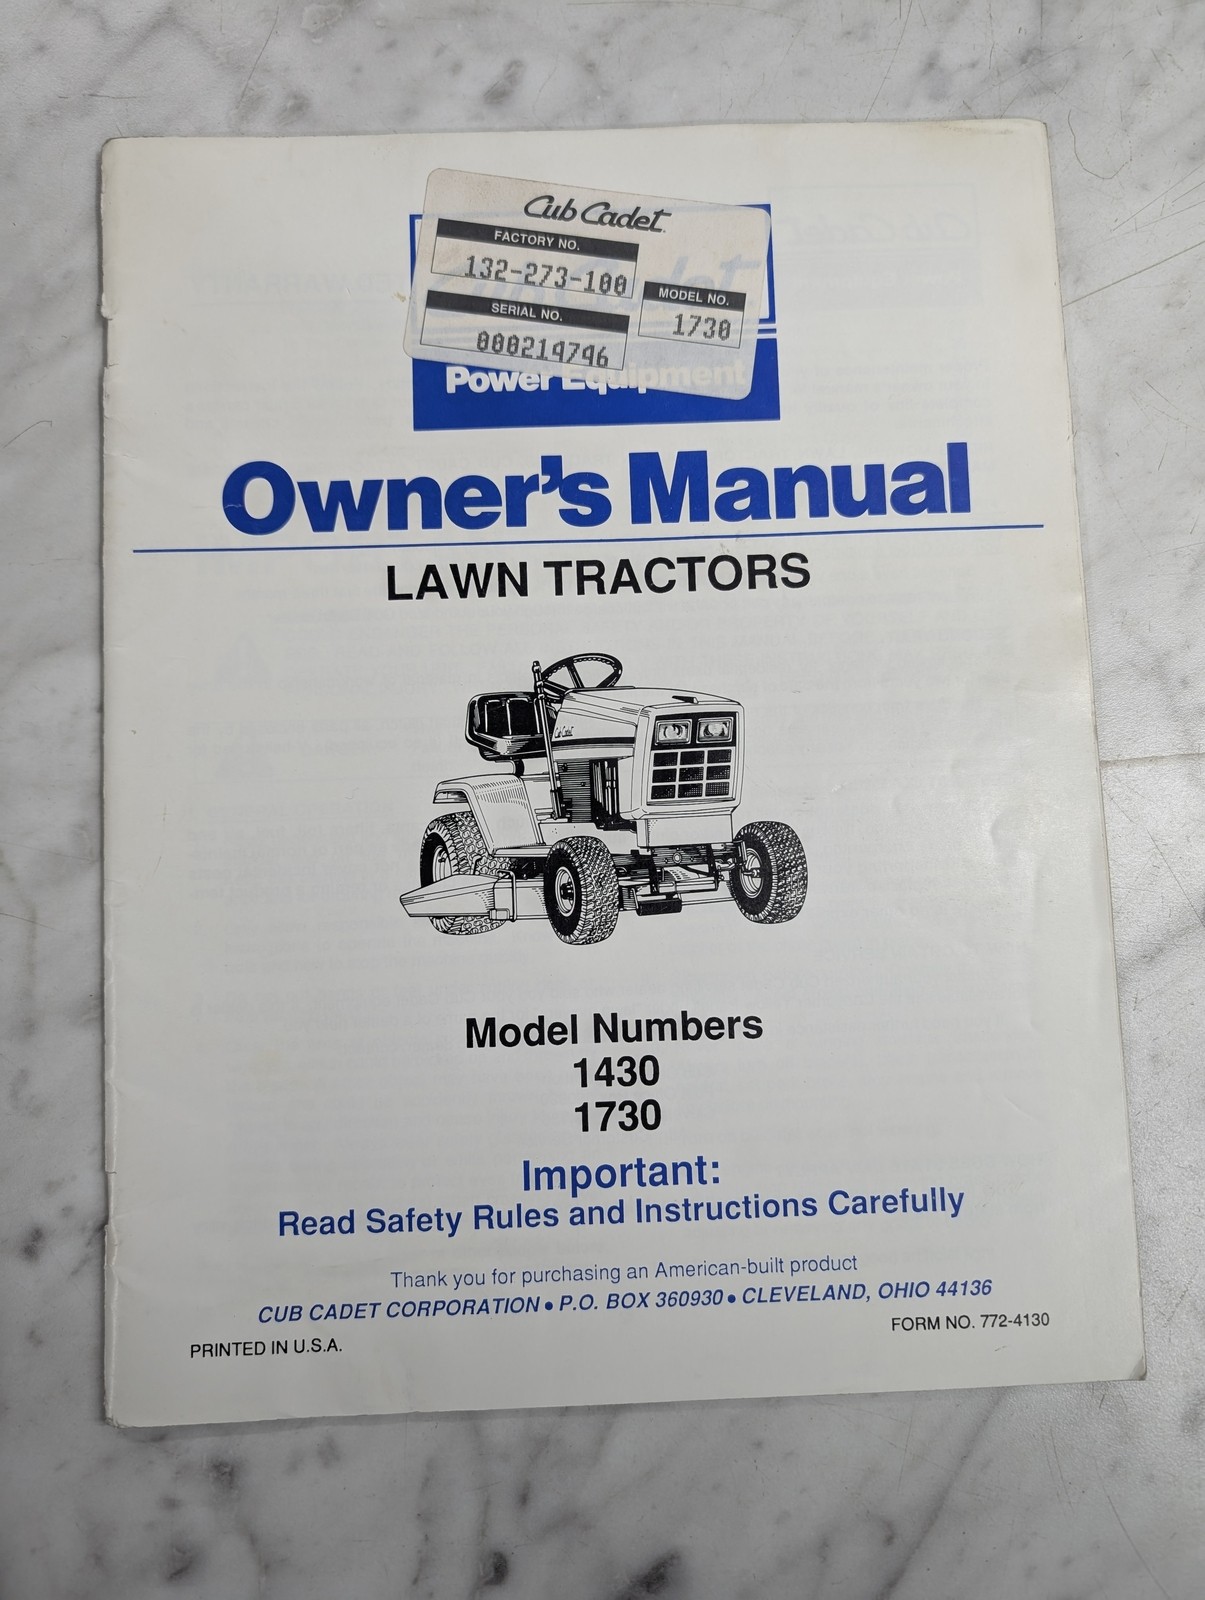 Cub Cadet
FACTORY NO.
132-273-100
MODEL NO.
1730
SERIAL NO.
000214746
Power Equipment
Owner's Manual
LAWN TRACTORS
Cub Cadet
Model Numbers
1430
1730
Important:
Read Safety Rules and Instructions Carefully
Thank you for purchasing an American-built product
CUB CADET CORPORATION • P.O. BOX 360930 • CLEVELAND, OHIO 44136
FORM NO. 772-4130
PRINTED IN U.S.A.